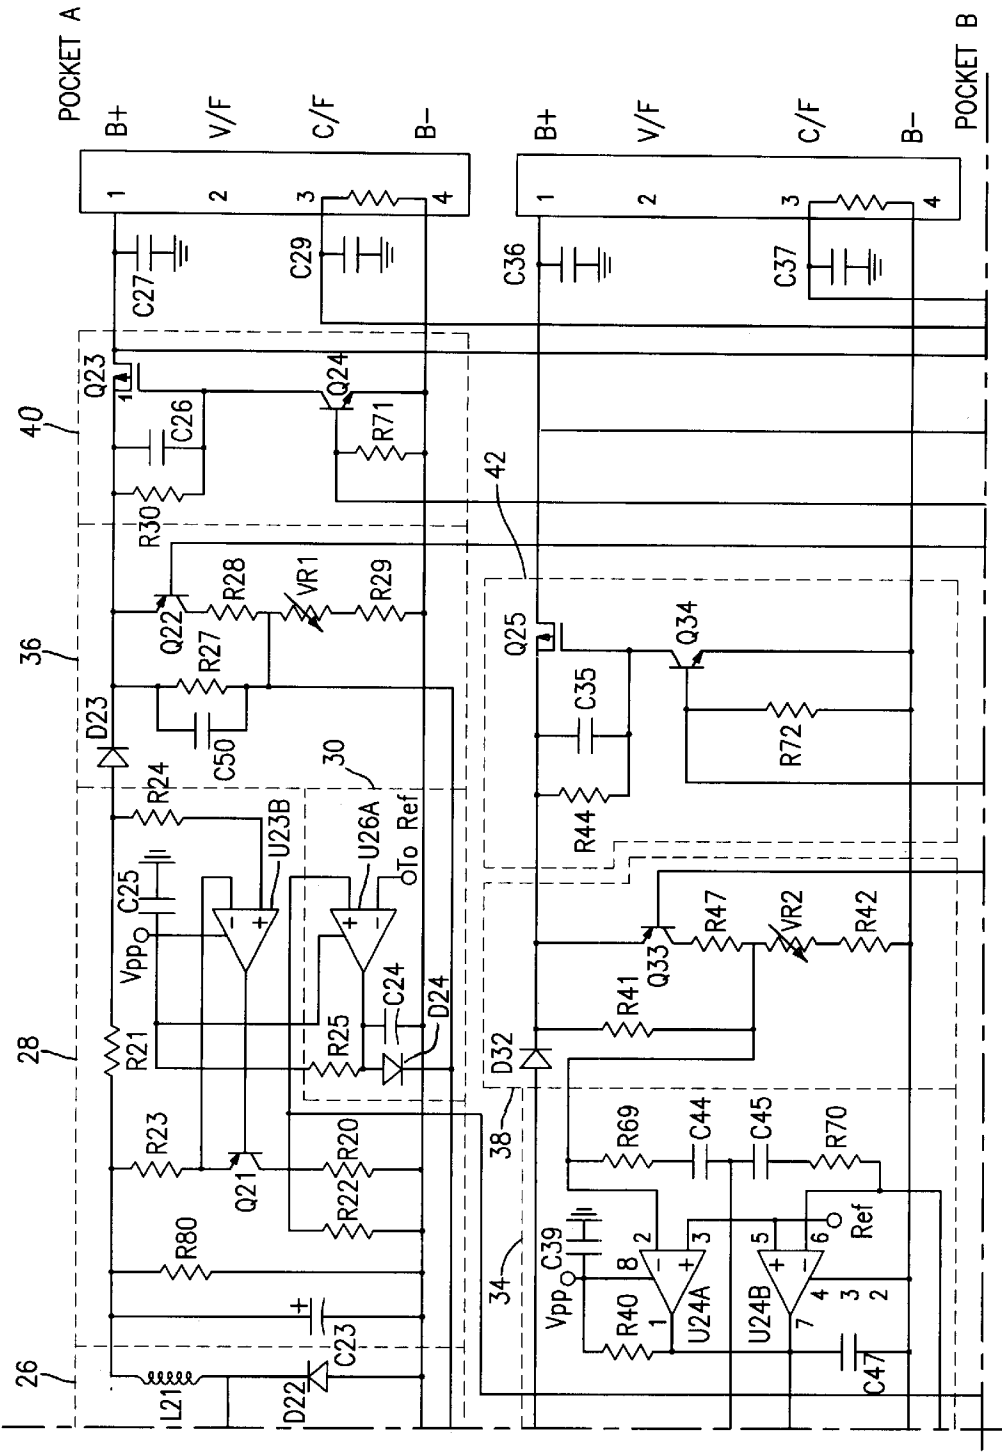 POCKET A
B+
V/F
C/F
B-
1
2
3
4
C27
C29
40
Q23
C26
Q24
R71
R30
36
Q22
R28
VR1
R29
R27
D23
C50
30
R24
C25
U23B
U26A
To Ref
Vpp
-
+
+
-
28
R21
R25
C24
D24
R23
Q21
R20
R22
R80
+
C23
26
L21
D22
POCKET B
B+
V/F
C/F
B-
1
2
3
4
C36
C37
42
Q25
Q34
C35
R72
R44
Q33
R47
VR2
R42
R41
D32
38
R69
C44
C45
R70
34
C39
Vpp
8
2
3
5
6
-
+
+
-
Ref
R40
1
U24A
U24B
7
4
3
2
C47